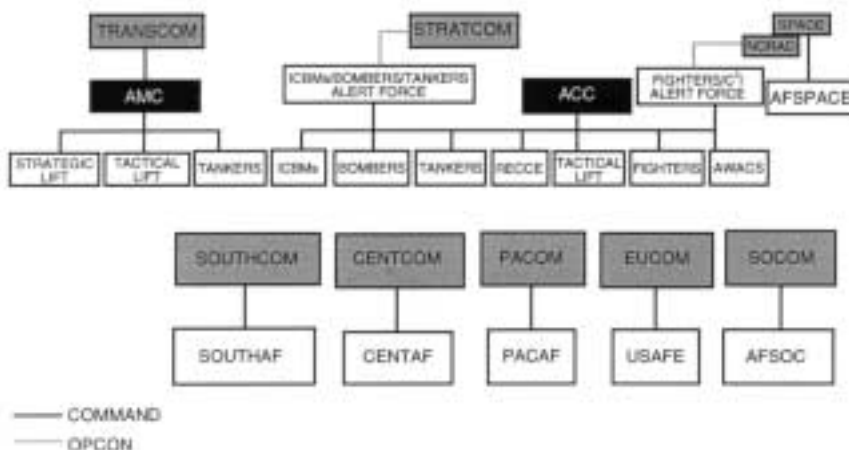 TRANSCOM
STRATCOM
SPACE
NORAD
ICBMs/BOMBERS/TANKERS
ALERT FORCE
FIGHTERS/C³I
ALERT FORCE
AMC
ACC
AFSPACE
STRATEGIC
LIFT
TACTICAL
LIFT
TANKERS
ICBMs
BOMBERS
TANKERS
RECCE
TACTICAL
LIFT
FIGHTERS
AWACS
SOUTHCOM
CENTCOM
PACOM
EUCOM
SOCOM
SOUTHAF
CENTAF
PACAF
USAFE
AFSOC
COMMAND
OPCON